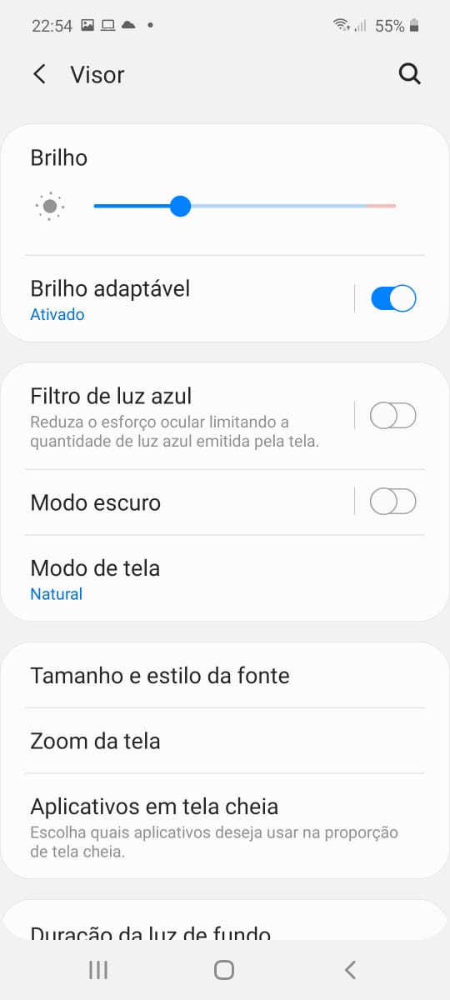 22:54
55%
Visor
Brilho
Brilho adaptável
Ativado
Filtro de luz azul
Reduza o esforço ocular limitando a
quantidade de luz azul emitida pela tela.
Modo escuro
Modo de tela
Natural
Tamanho e estilo da fonte
Zoom da tela
Aplicativos em tela cheia
Escolha quais aplicativos deseja usar na proporção
de tela cheia.
Duração da luz de fundo